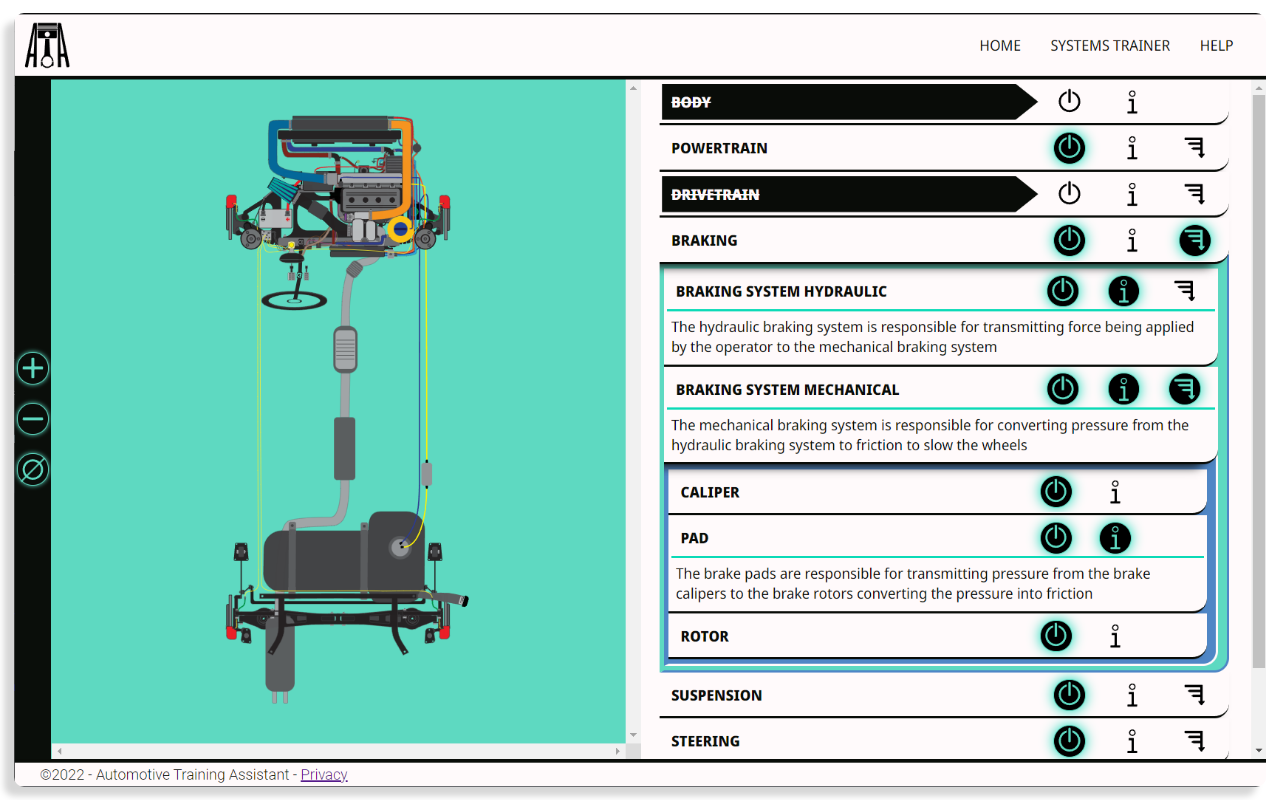 HOME SYSTEMS TRAINER HELP
BODY
POWERTRAIN
DRIVETRAIN
BRAKING
BRAKING SYSTEM HYDRAULIC
The hydraulic braking system is responsible for transmitting force being applied
by the operator to the mechanical braking system
BRAKING SYSTEM MECHANICAL
The mechanical braking system is responsible for converting pressure from the
hydraulic braking system to friction to slow the wheels
CALIPER
PAD
The brake pads are responsible for transmitting pressure from the brake
calipers to the brake rotors converting the pressure into friction
ROTOR
SUSPENSION
STEERING
©2022 - Automotive Training Assistant - Privacy